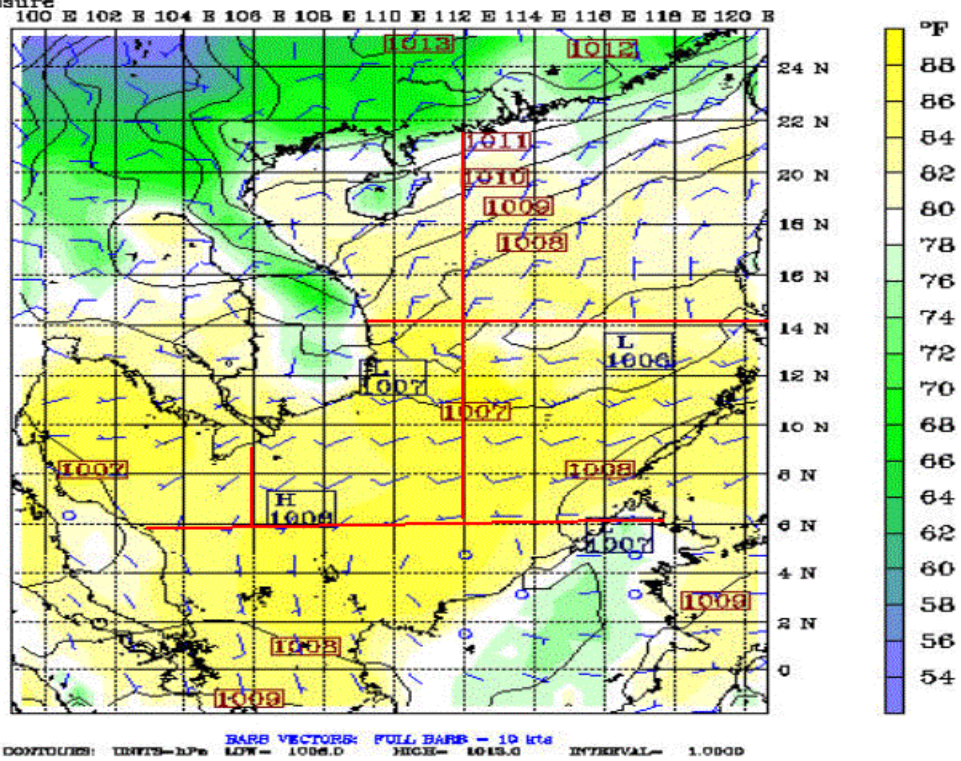 sure
100 E 102 E 104 E 106 E 108 E 110 E 112 E 114 E 116 E 118 E 120 E
°F
1013
1012
24 N
88
86
22 N
84
1011
20 N
82
1010
1009
18 N
80
1008
78
16 N
76
14 N
74
L
1006
72
12 N
L
1007
70
1007
10 N
68
1007
1008
8 N
66
H
1008
64
6 N
L
1007
62
4 N
60
1009
58
2 N
1008
56
0
54
1009
BARB VECTORS: FULL BARB - 10 kts
CONTOURS: UNITS-hPa LOW- 1006.0 HIGH- 1013.0 INTERVAL- 1.0000